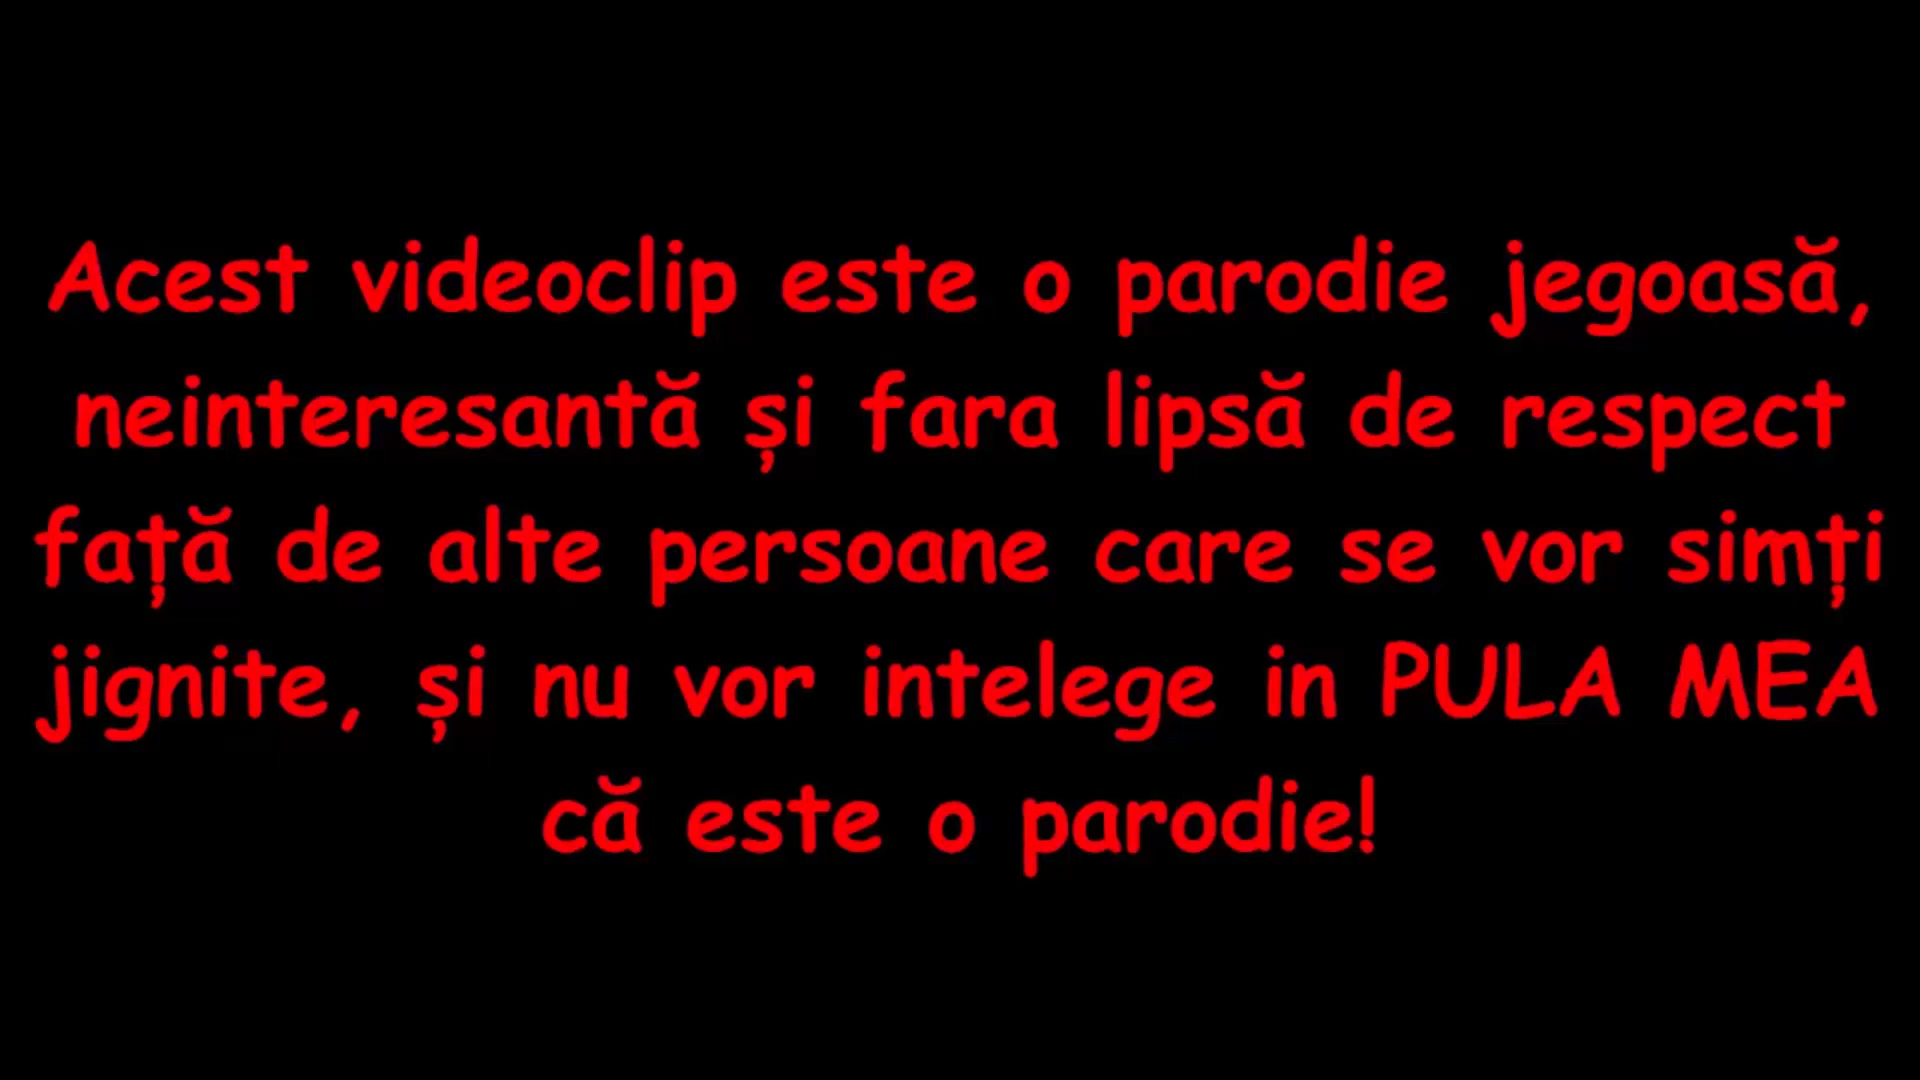 Acest videoclip este o parodie jegoasă,
neinteresantă și fara lipsă de respect
față de alte persoane care se vor simți
jignite, și nu vor intelege in PULA MEA
că este o parodie!